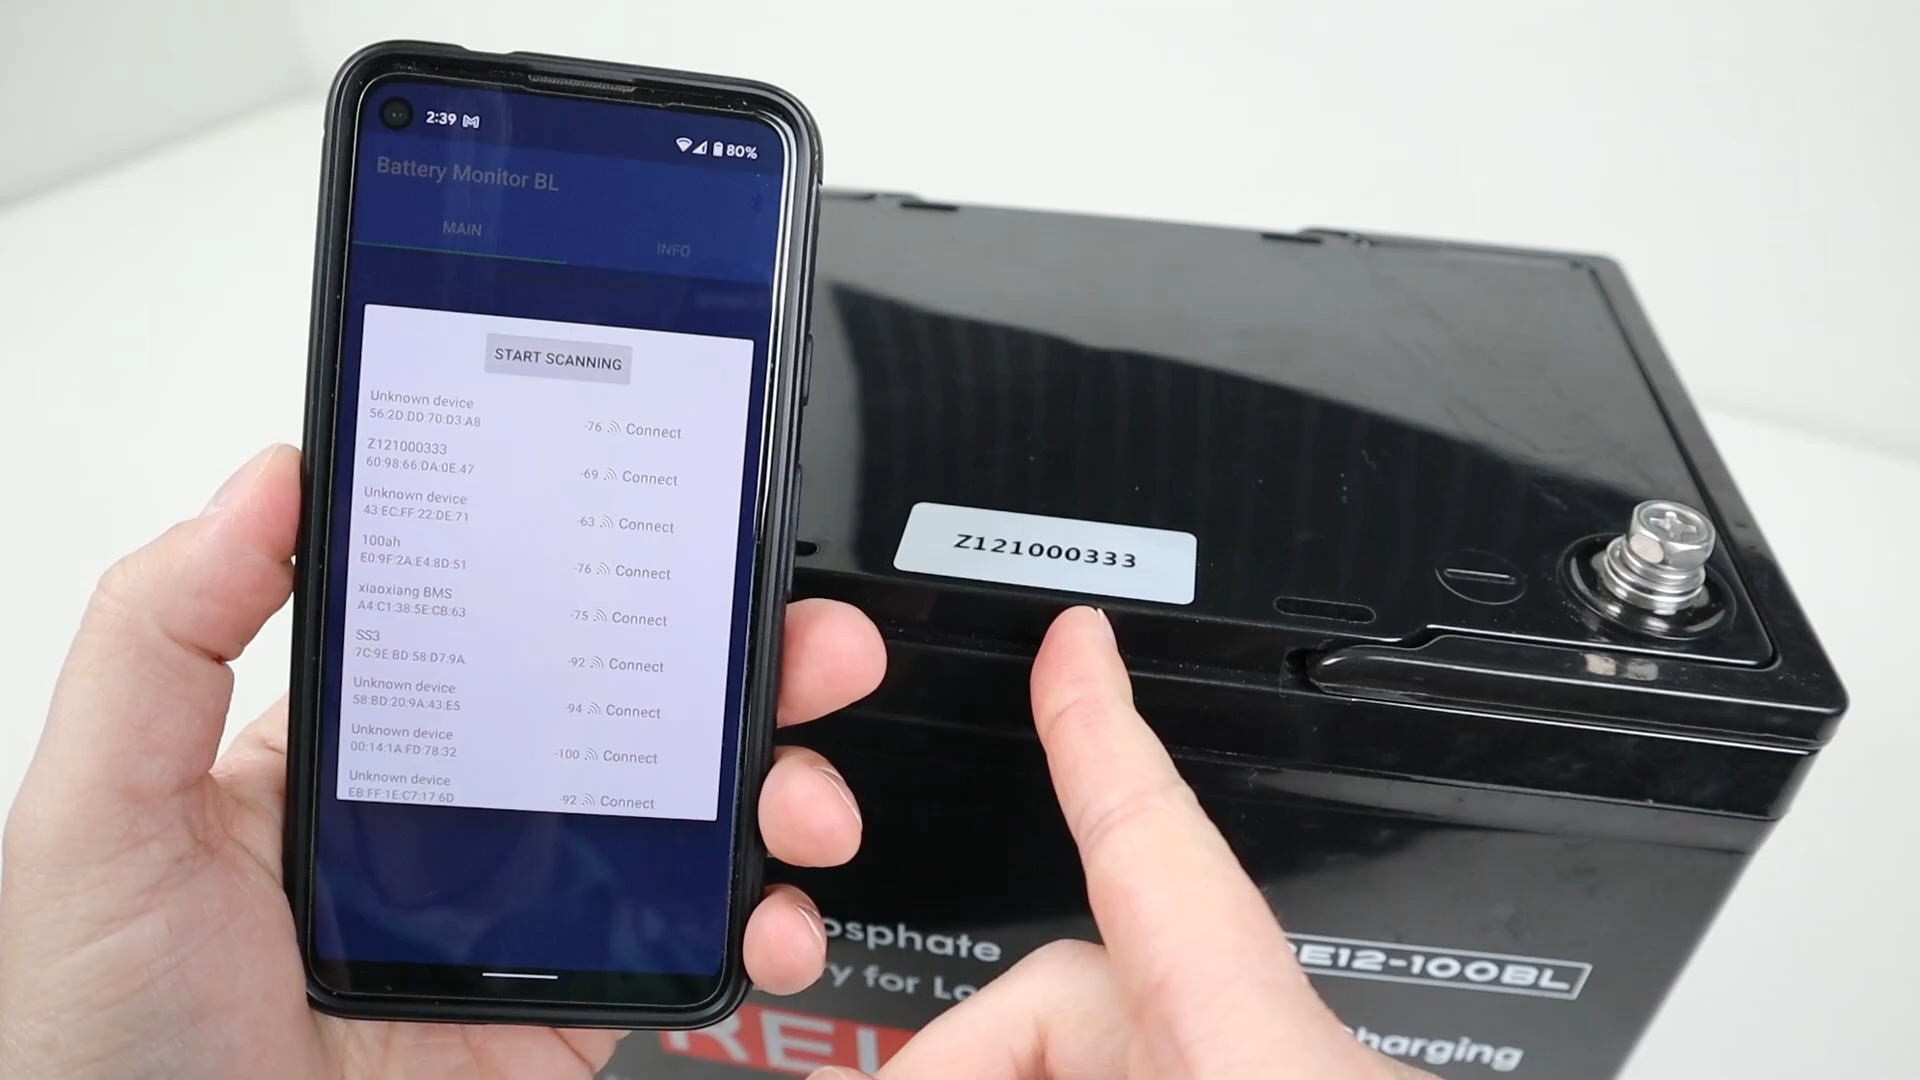 2:39
80%
Battery Monitor BL
MAIN
INFO
START SCANNING
Unknown device
56:2D:DD:70:D3:A8
-76 Connect
Z121000333
60:98:66:DA:0E:47
-69 Connect
Unknown device
43:EC:FF:22:DE:71
-63 Connect
100ah
E0:9F:2A:E4:8D:51
-76 Connect
xiaoxiang BMS
A4:C1:38:5E:CB:63
-75 Connect
SS3
7C:9E:BD:58:D7:9A
-92 Connect
Unknown device
58:BD:20:9A:43:E5
-94 Connect
Unknown device
00:14:1A:FD:78:32
-100 Connect
Unknown device
EB:FF:1E:C7:17:6D
-92 Connect
Z121000333
osphate
y for Lo
E12-100BL
REL
harging